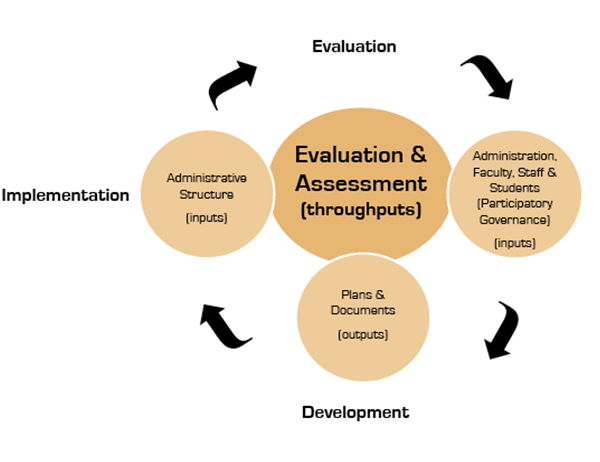 Evaluation
Implementation
Administrative
Structure
(inputs)
Evaluation &
Assessment
(throughputs)
Administration,
Faculty, Staff &
Students
(Participatory
Governance)
(inputs)
Plans &
Documents
(outputs)
Development